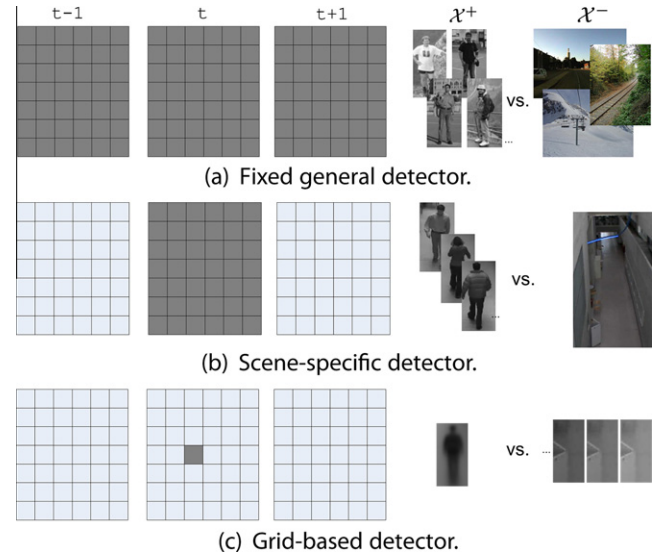 t-1 t t+1 𝒳⁺ 𝒳⁻
vs.
...
(a) Fixed general detector.
vs.
...
(b) Scene-specific detector.
vs. ...
(c) Grid-based detector.